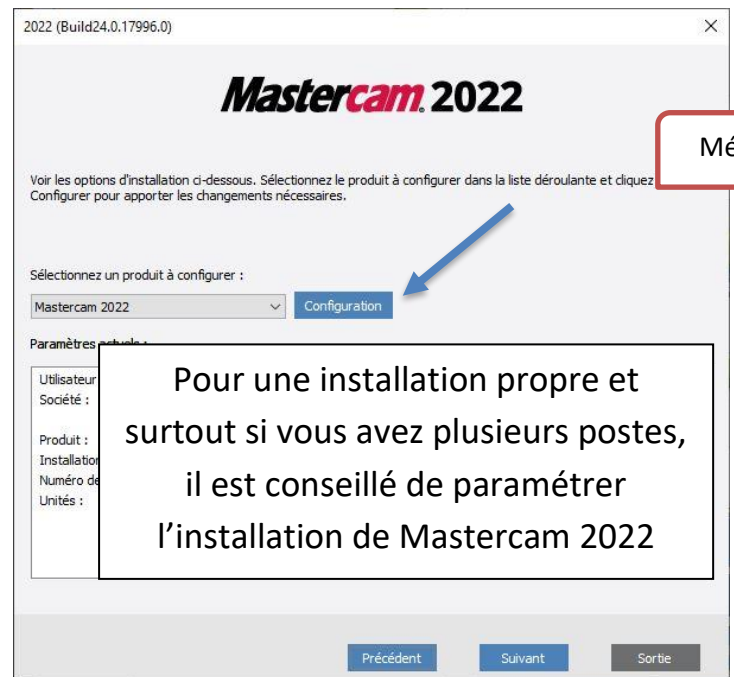 2022 (Build24.0.17996.0)
Mastercam. 2022
Voir les options d'installation ci-dessous. Sélectionnez le produit à configurer dans la liste déroulante et cliquez
Configurer pour apporter les changements nécessaires.
Sélectionnez un produit à configurer :
Mastercam 2022
Configuration
Paramètres actuels :
Utilisateur
Société :
Produit :
Installation
Numéro de
Unités :
Pour une installation propre et
surtout si vous avez plusieurs postes,
il est conseillé de paramétrer
l'installation de Mastercam 2022
Précédent
Suivant
Sortie